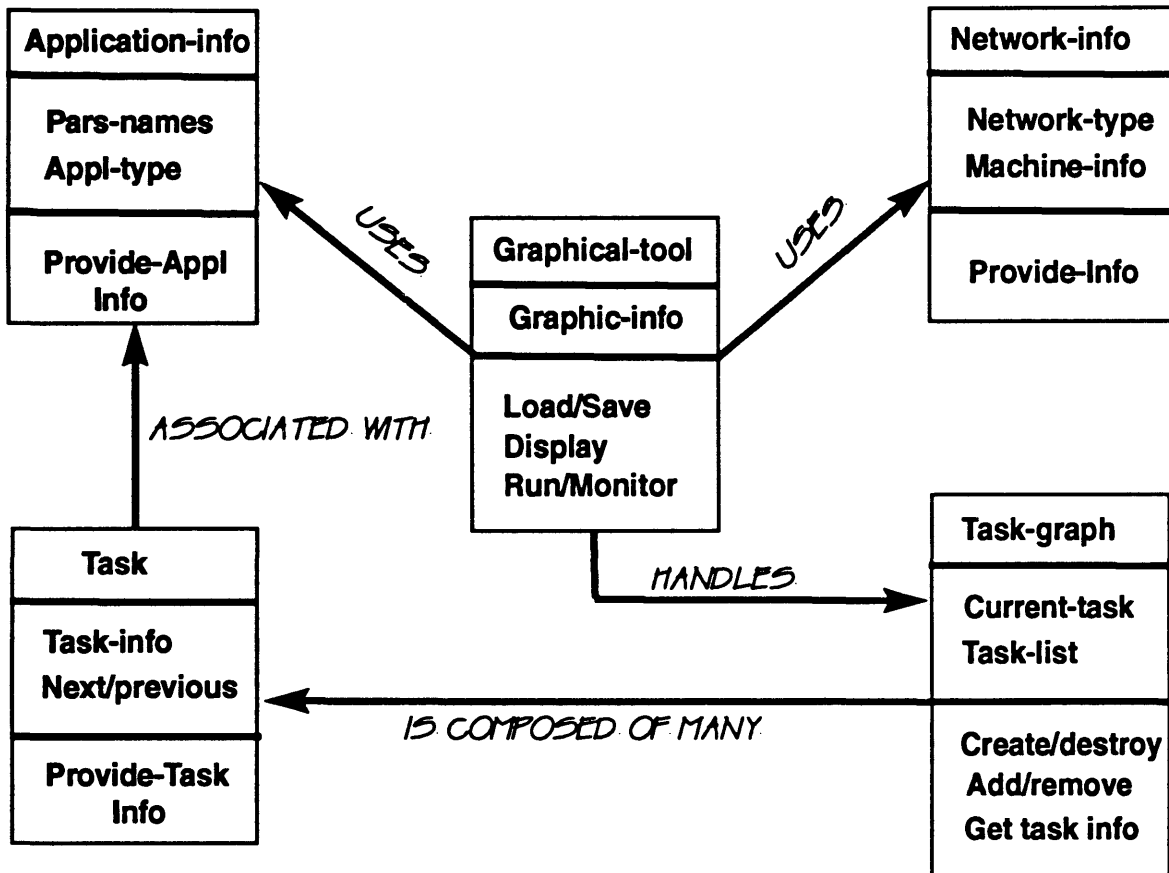 Application-info
Pars-names
Appl-type
Provide-Appl
Info
USES
Graphical-tool
Graphic-info
Load/Save
Display
Run/Monitor
USES
Network-info
Network-type
Machine-info
Provide-Info
ASSOCIATED WITH
HANDLES
Task
Task-info
Next/previous
Provide-Task
Info
IS COMPOSED OF MANY
Task-graph
Current-task
Task-list
Create/destroy
Add/remove
Get task info